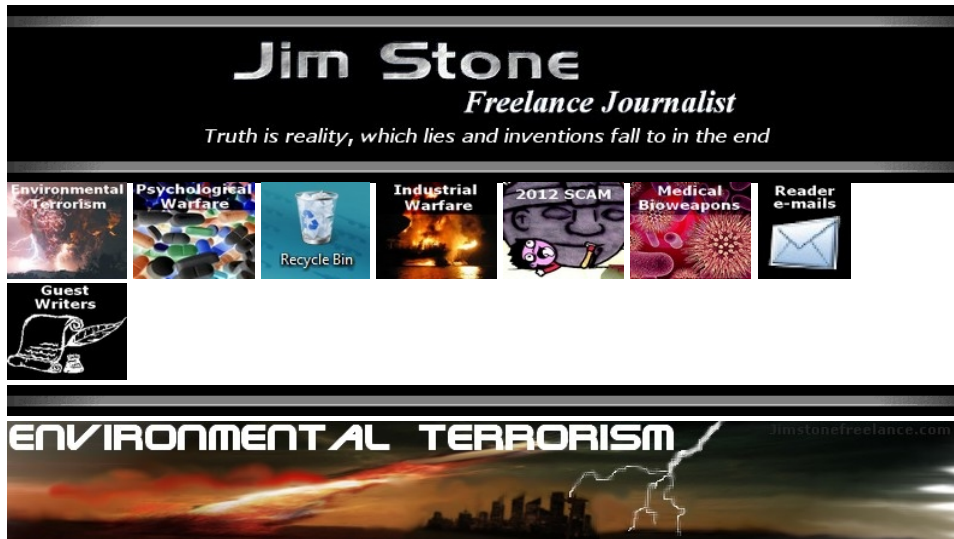 Jim Stone
Freelance Journalist
Truth is reality, which lies and inventions fall to in the end
Environmental
Terrorism
Psychological
Warfare
Recycle Bin
Industrial
Warfare
2012 SCAM
Medical
Bioweapons
Reader
e-mails
Guest
Writers
ENVIRONMENTAL TERRORISM
Jimstonefreelance.com